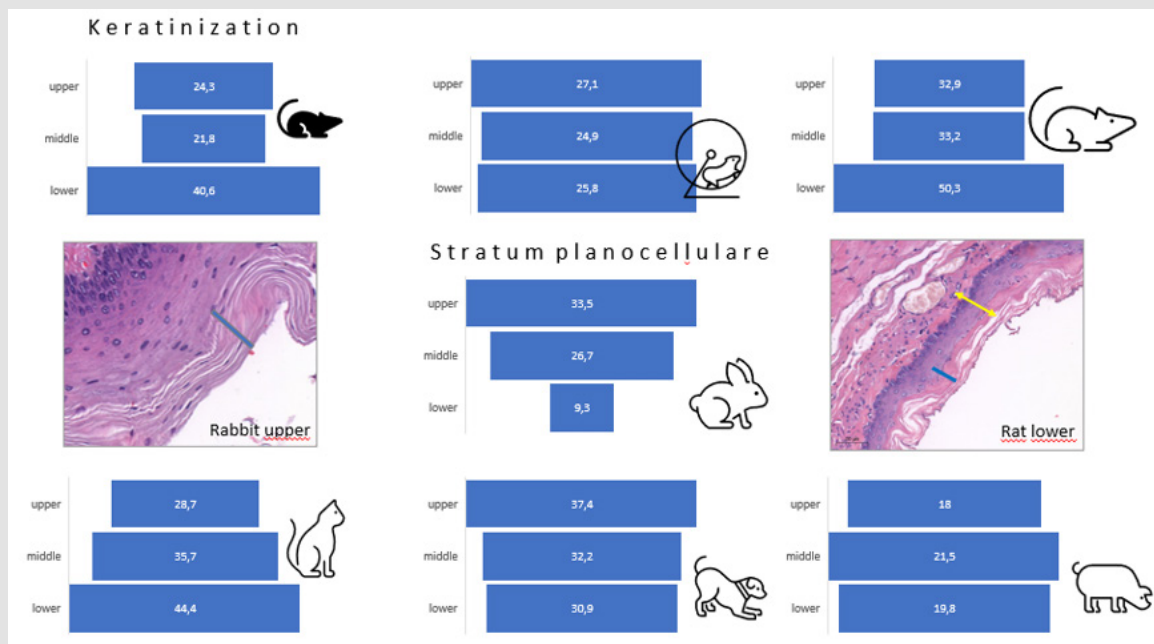 Keratinization
upper 24,3
middle 21,8
lower 40,6
upper 27,1
middle 24,9
lower 25,8
upper 32,9
middle 33,2
lower 50,3
Rabbit upper
Stratum planocellulare
upper 33,5
middle 26,7
lower 9,3
Rat lower
upper 28,7
middle 35,7
lower 44,4
upper 37,4
middle 32,2
lower 30,9
upper 18
middle 21,5
lower 19,8